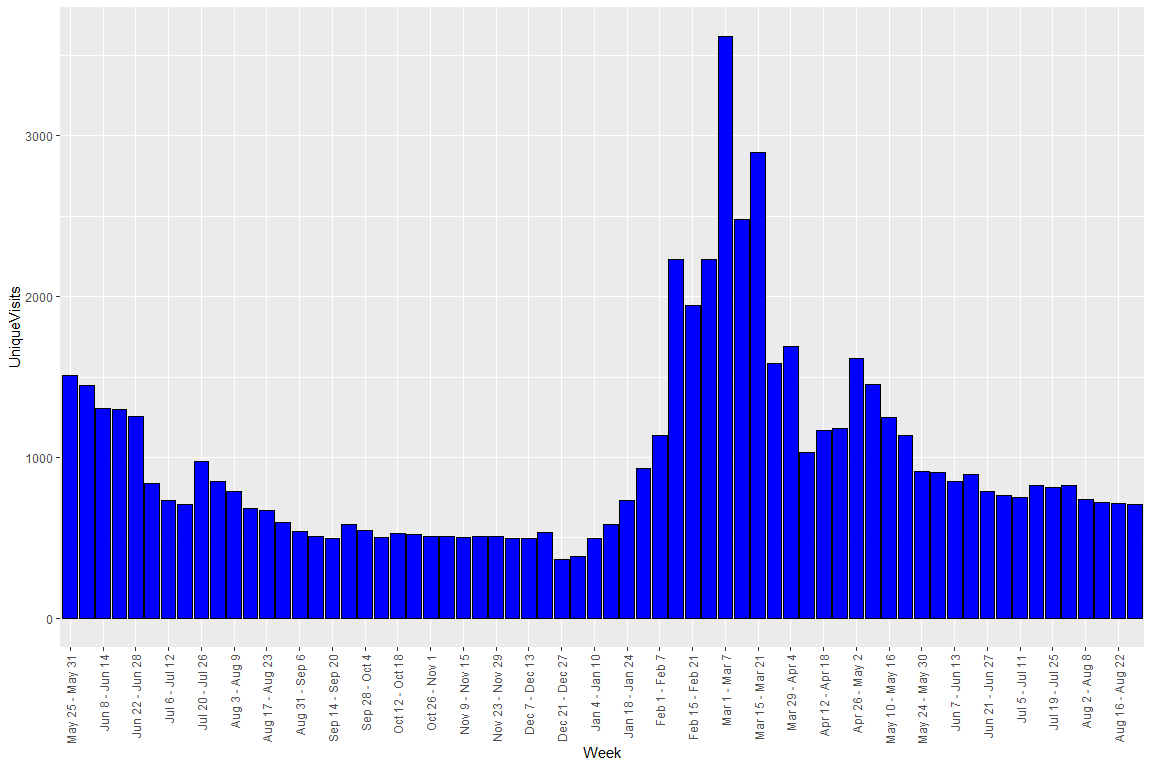 UniqueVisits
3000
2000
1000
0
May 25 - May 31
Jun 8 - Jun 14
Jun 22 - Jun 28
Jul 6 - Jul 12
Jul 20 - Jul 26
Aug 3 - Aug 9
Aug 17 - Aug 23
Aug 31 - Sep 6
Sep 14 - Sep 20
Sep 28 - Oct 4
Oct 12 - Oct 18
Oct 26 - Nov 1
Nov 9 - Nov 15
Nov 23 - Nov 29
Dec 7 - Dec 13
Dec 21 - Dec 27
Jan 4 - Jan 10
Jan 18 - Jan 24
Feb 1 - Feb 7
Feb 15 - Feb 21
Mar 1 - Mar 7
Mar 15 - Mar 21
Mar 29 - Apr 4
Apr 12 - Apr 18
Apr 26 - May 2
May 10 - May 16
May 24 - May 30
Jun 7 - Jun 13
Jun 21 - Jun 27
Jul 5 - Jul 11
Jul 19 - Jul 25
Aug 2 - Aug 8
Aug 16 - Aug 22
Week